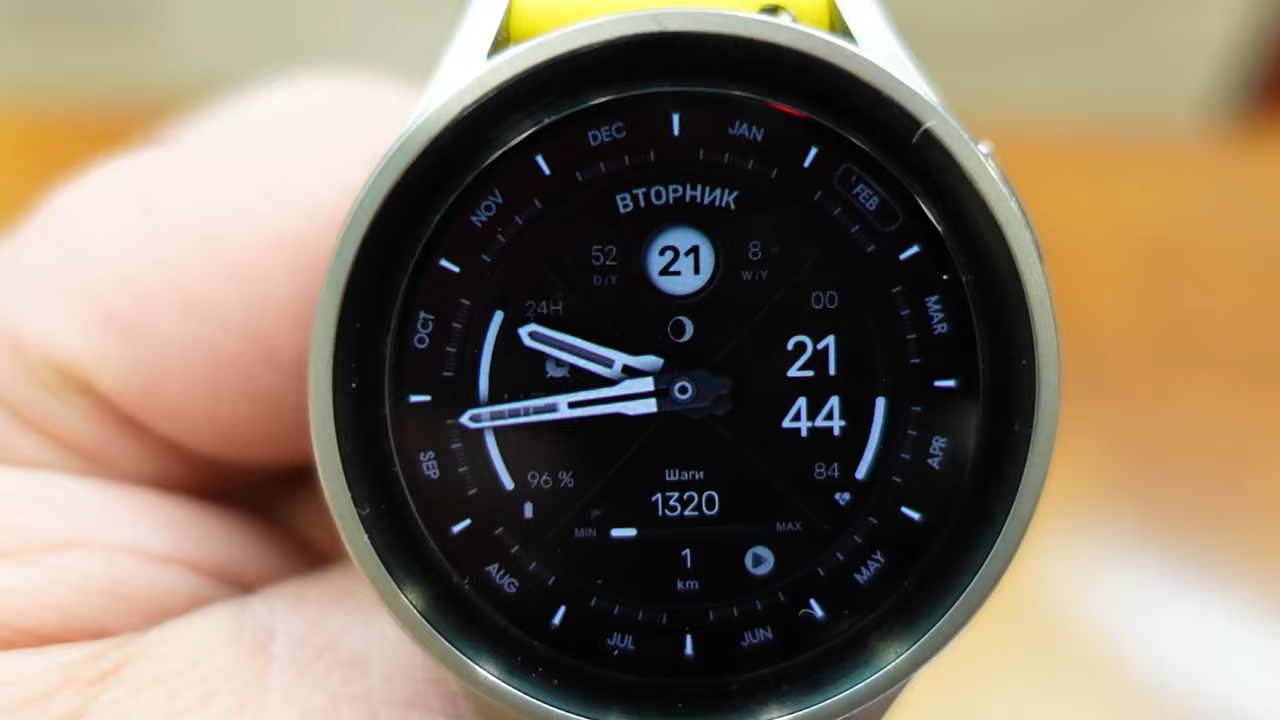 DEC
JAN
NOV
FEB
ВТОРНИК
52
D/Y
21
8
W/Y
24H
00
OCT
MAR
21
44
SEP
APR
96 %
Шаги
84
1320
MIN
MAX
1
km
AUG
MAY
JUL
JUN